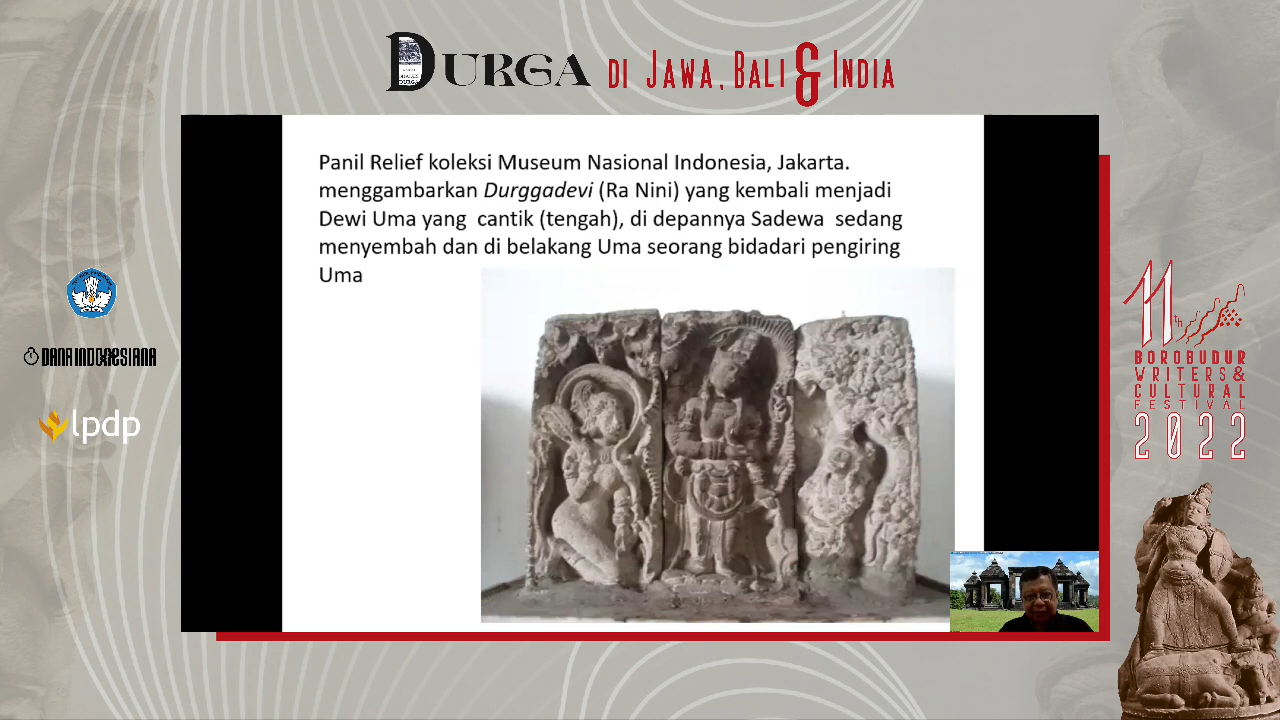 DURGA DI JAWA, BALI & INDIA
Panil Relief koleksi Museum Nasional Indonesia, Jakarta.
menggambarkan Durggadevi (Ra Nini) yang kembali menjadi
Dewi Uma yang cantik (tengah), di depannya Sadewa sedang
menyembah dan di belakang Uma seorang bidadari pengiring
Uma
DANA INDONESIANA
lpdp
11th
BOROBUDUR
WRITERS &
CULTURAL
FESTIVAL
2022